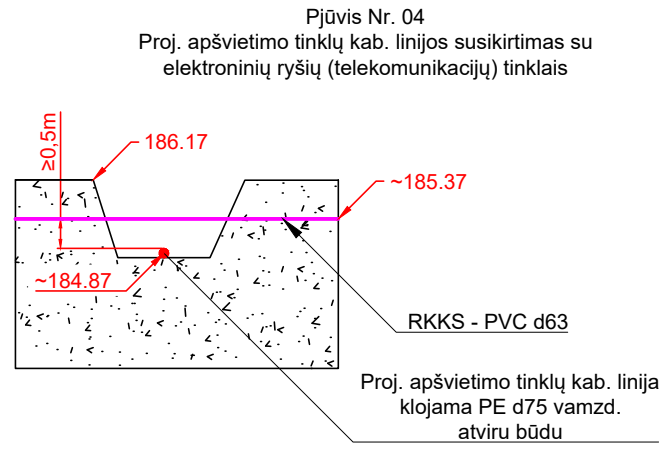 Pjūvis Nr. 04
Proj. apšvietimo tinklų kab. linijos susikirtimas su
elektroninių ryšių (telekomunikacijų) tinklais
≥0,5m
186.17
~185.37
~184.87
RKKS - PVC d63
Proj. apšvietimo tinklų kab. linija
klojama PE d75 vamzd.
atviru būdu